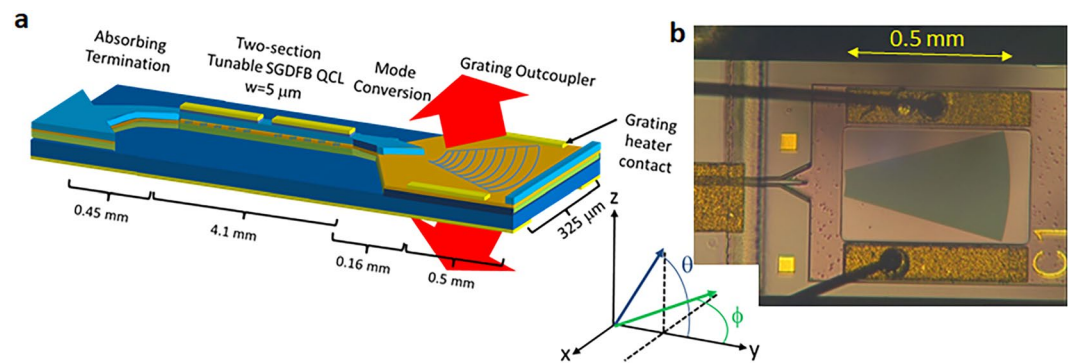 a
Absorbing
Termination
Two-section
Tunable SGDFB QCL
w=5 μm
Mode
Conversion
Grating Outcoupler
Grating
heater
contact
0.45 mm
4.1 mm
0.16 mm
0.5 mm
325 μm
z
θ
ϕ
x
y
b
0.5 mm
C1